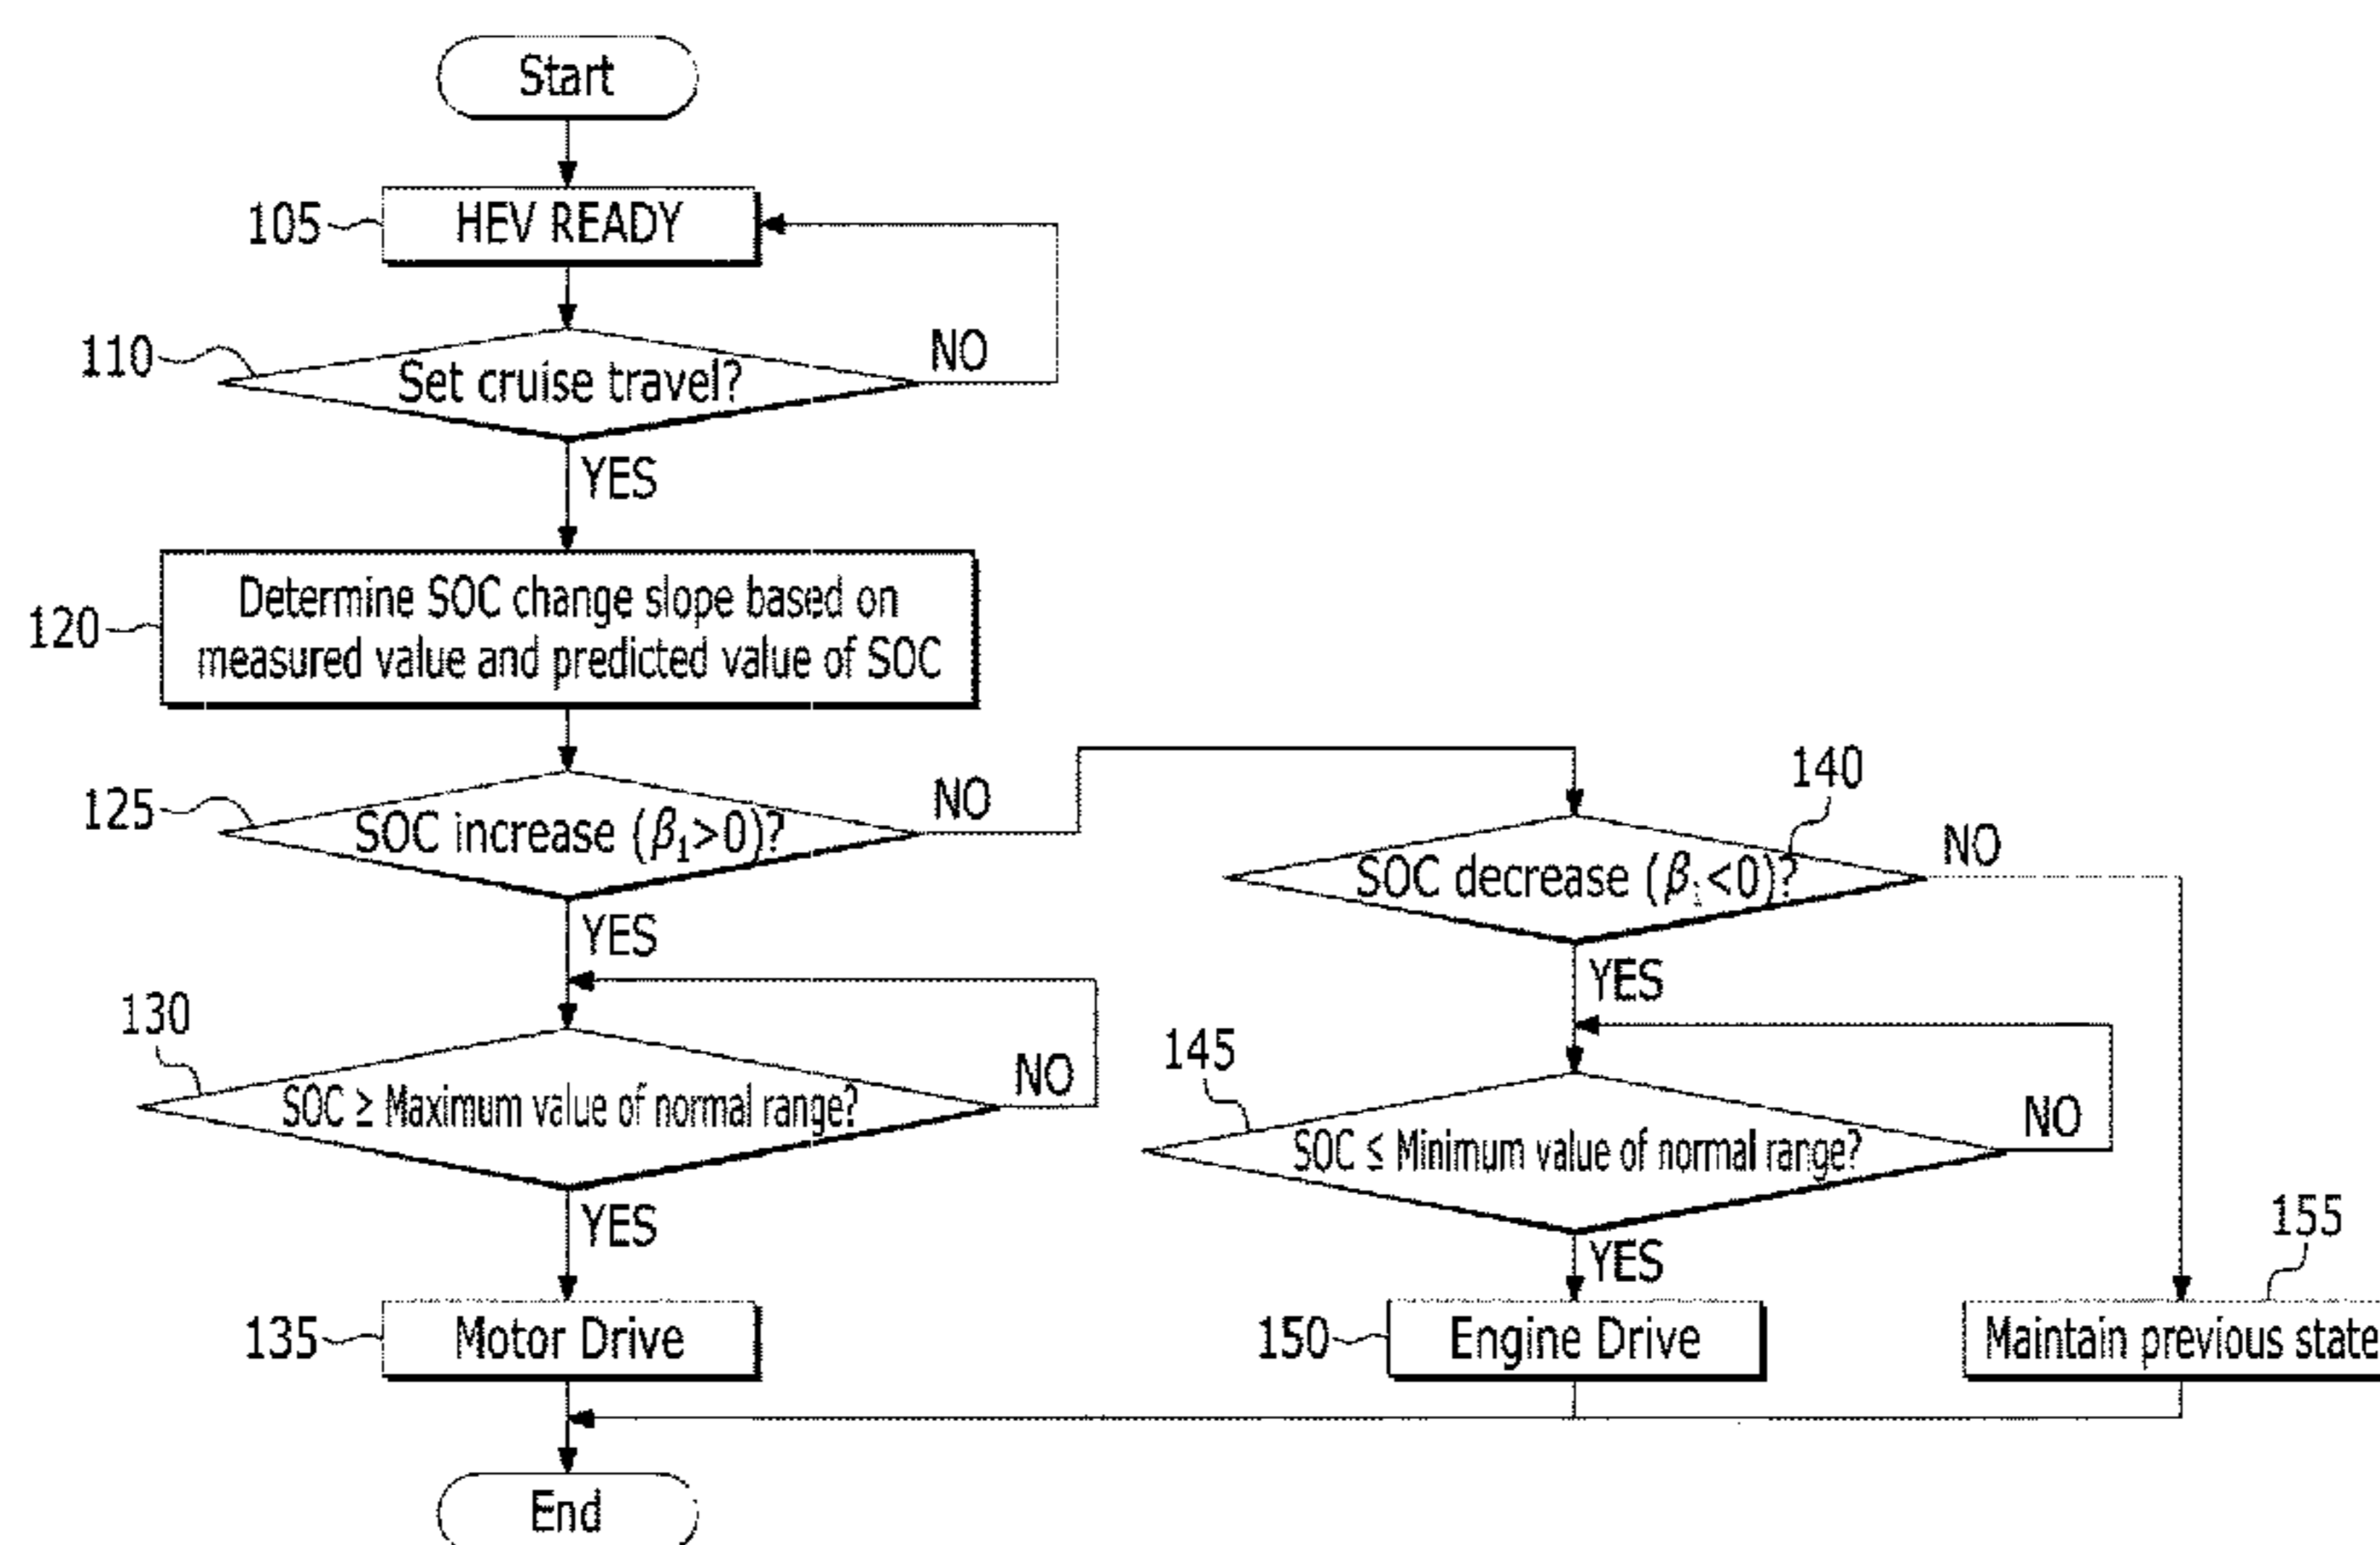 Start
105
HEV READY
110
Set cruise travel?
NO
YES
120
Determine SOC change slope based on
measured value and predicted value of SOC
125
SOC increase (β₁>0)?
NO
YES
140
SOC decrease (β₁<0)?
NO
YES
130
SOC ≥ Maximum value of normal range?
NO
YES
145
SOC ≤ Minimum value of normal range?
NO
YES
135
Motor Drive
150
Engine Drive
155
Maintain previous state
End